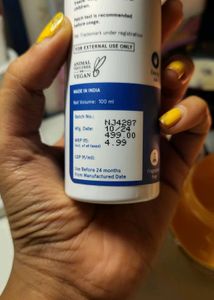 children.
Patch test is recommended
before usage.
Trademark under registration
FOR EXTERNAL USE ONLY
ANIMAL
VEGAN
MADE IN INDIA
Net Volume: 100 ml
Batch No.:
NJ4287
Mfg. Date:
10/24
MRP (₹)
499.00
(incl. of all taxes)
USP (₹/ml):
4.99
Use Before 24 months
From Manufactured Date